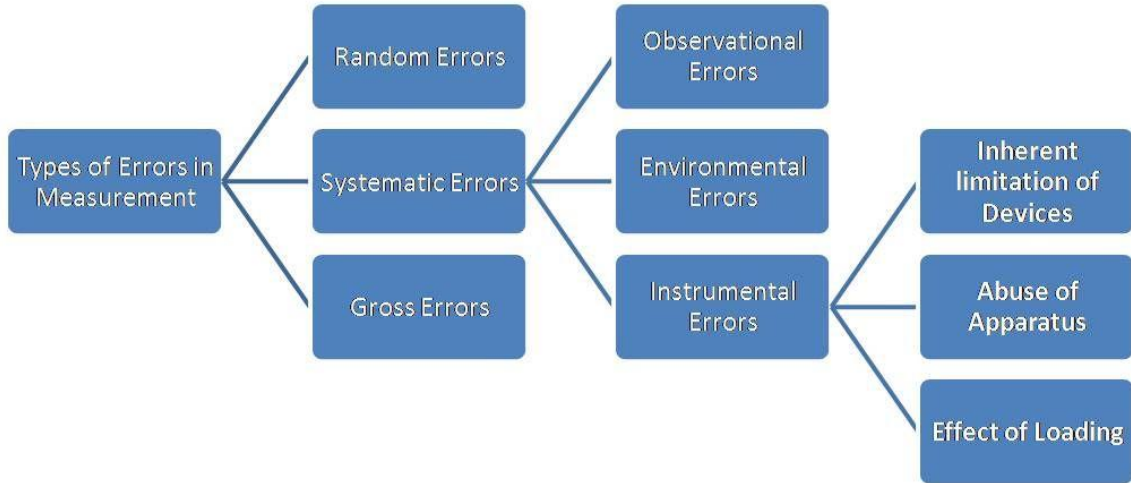 Types of Errors in
Measurement
Random Errors
Systematic Errors
Gross Errors
Observational
Errors
Environmental
Errors
Instrumental
Errors
Inherent
limitation of
Devices
Abuse of
Apparatus
Effect of Loading